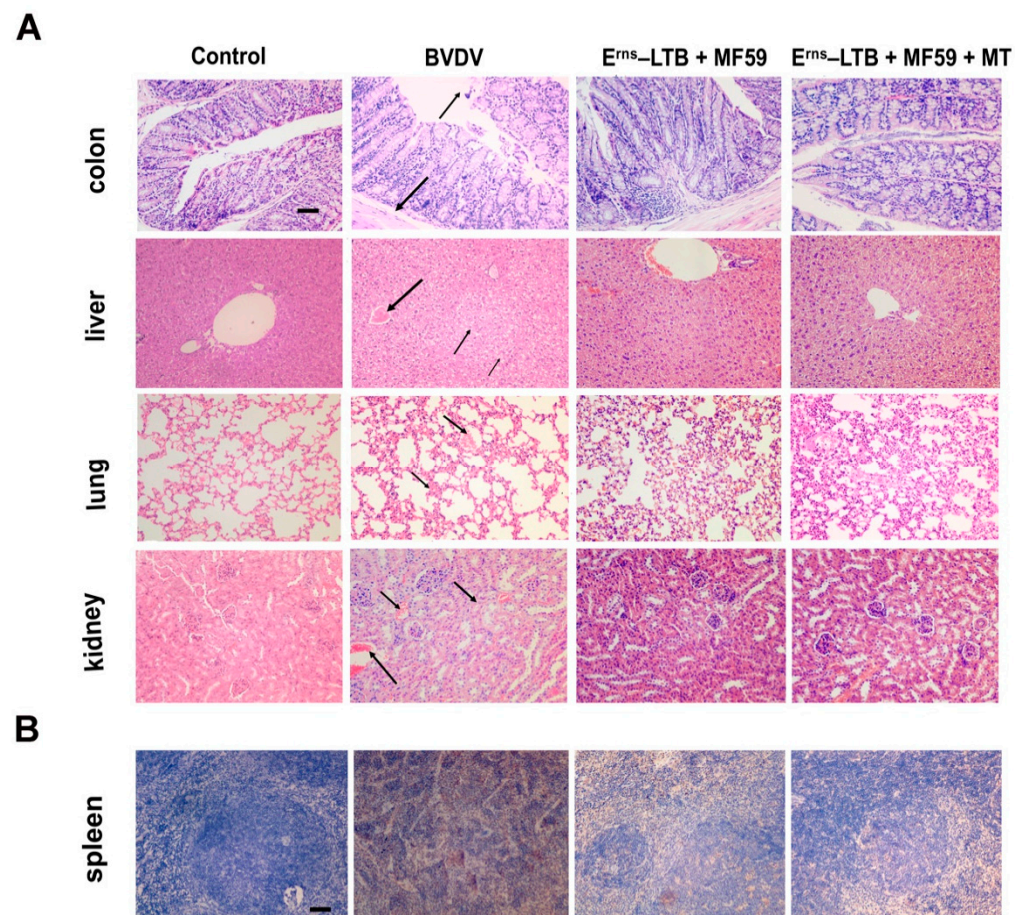 A
Control BVDV Eʳⁿˢ–LTB + MF59 Eʳⁿˢ–LTB + MF59 + MT
colon
liver
lung
kidney
B
spleen